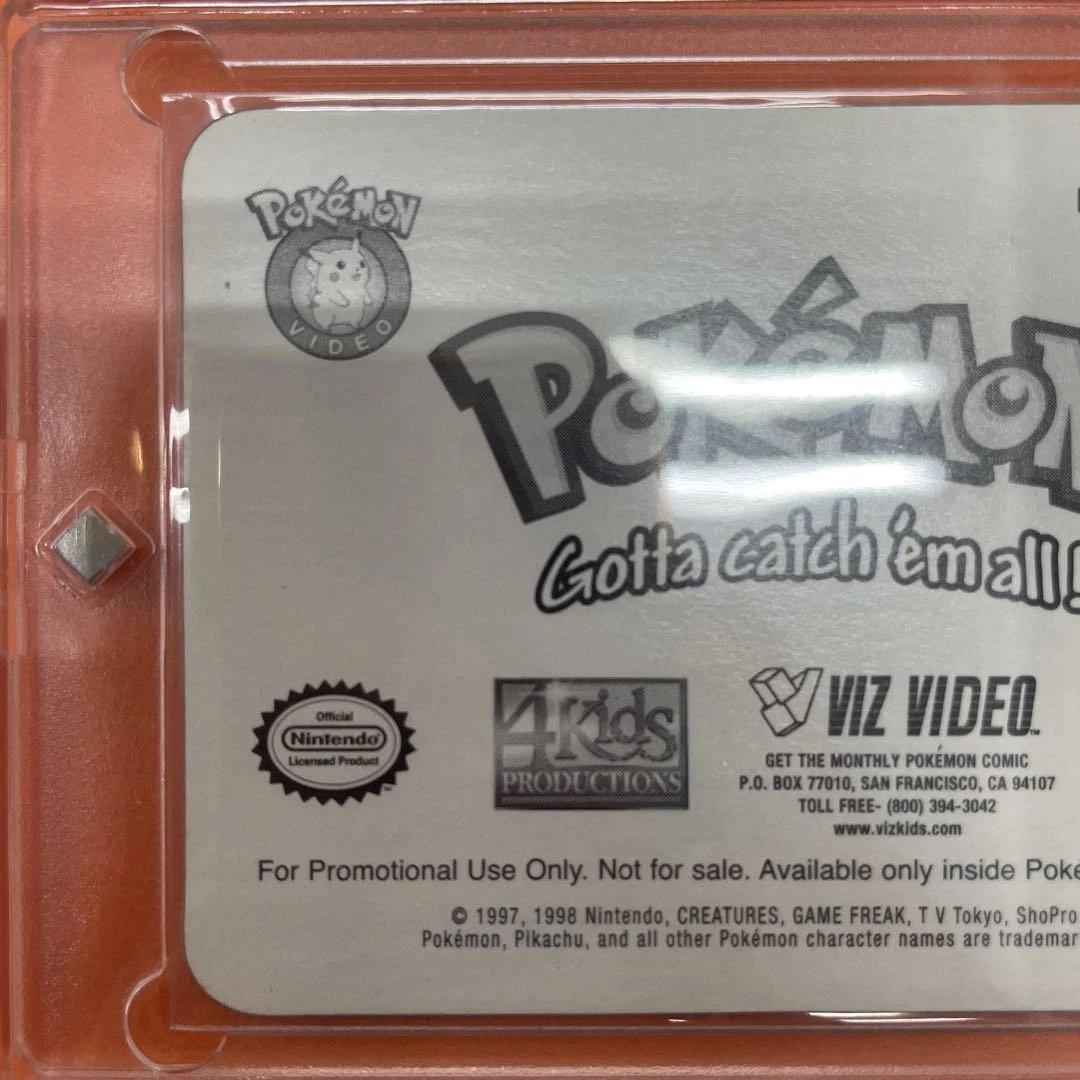 POKéMON
VIDEO
POKéMON
Gotta catch 'em all!
Official
Nintendo®
Licensed Product
4Kids
PRODUCTIONS
VIZ VIDEO™
GET THE MONTHLY POKÉMON COMIC
P.O. BOX 77010, SAN FRANCISCO, CA 94107
TOLL FREE- (800) 394-3042
www.vizkids.com
For Promotional Use Only. Not for sale. Available only inside
© 1997, 1998 Nintendo, CREATURES, GAME FREAK, T V Tokyo, ShoPro
Pokémon, Pikachu, and all other Pokémon character names are